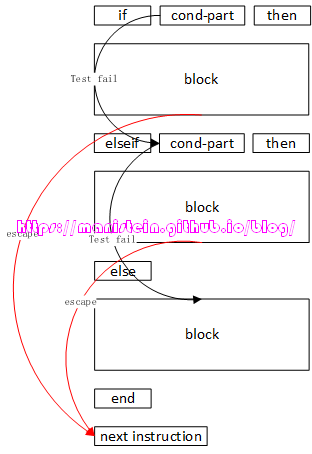 if cond-part then
Test fail
block
elseif cond-part then
block
https://manistein.github.io/blog/
escape
Test fail
else
escape
block
end
next instruction